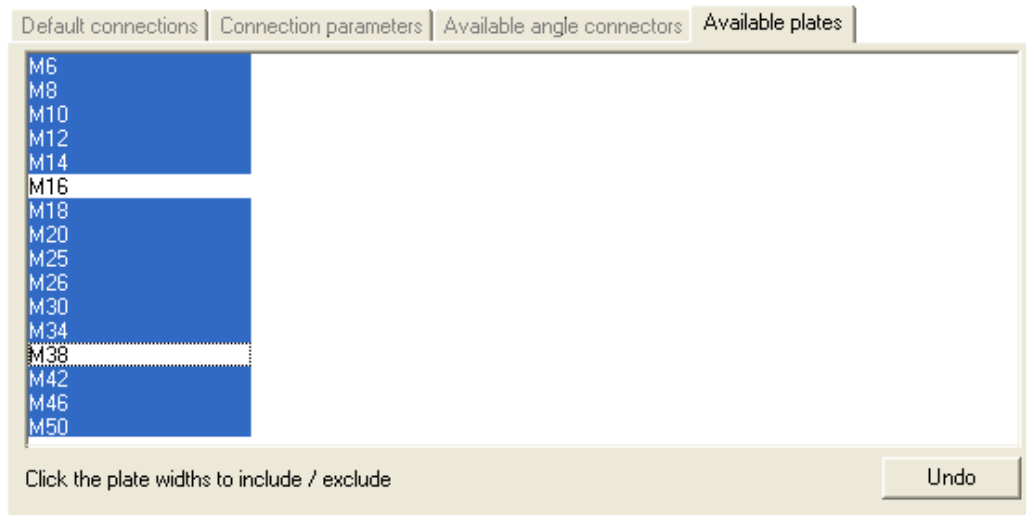 Default connections Connection parameters Available angle connectors Available plates
M6
M8
M10
M12
M14
M16
M18
M20
M25
M26
M30
M34
M38
M42
M46
M50
Click the plate widths to include / exclude Undo